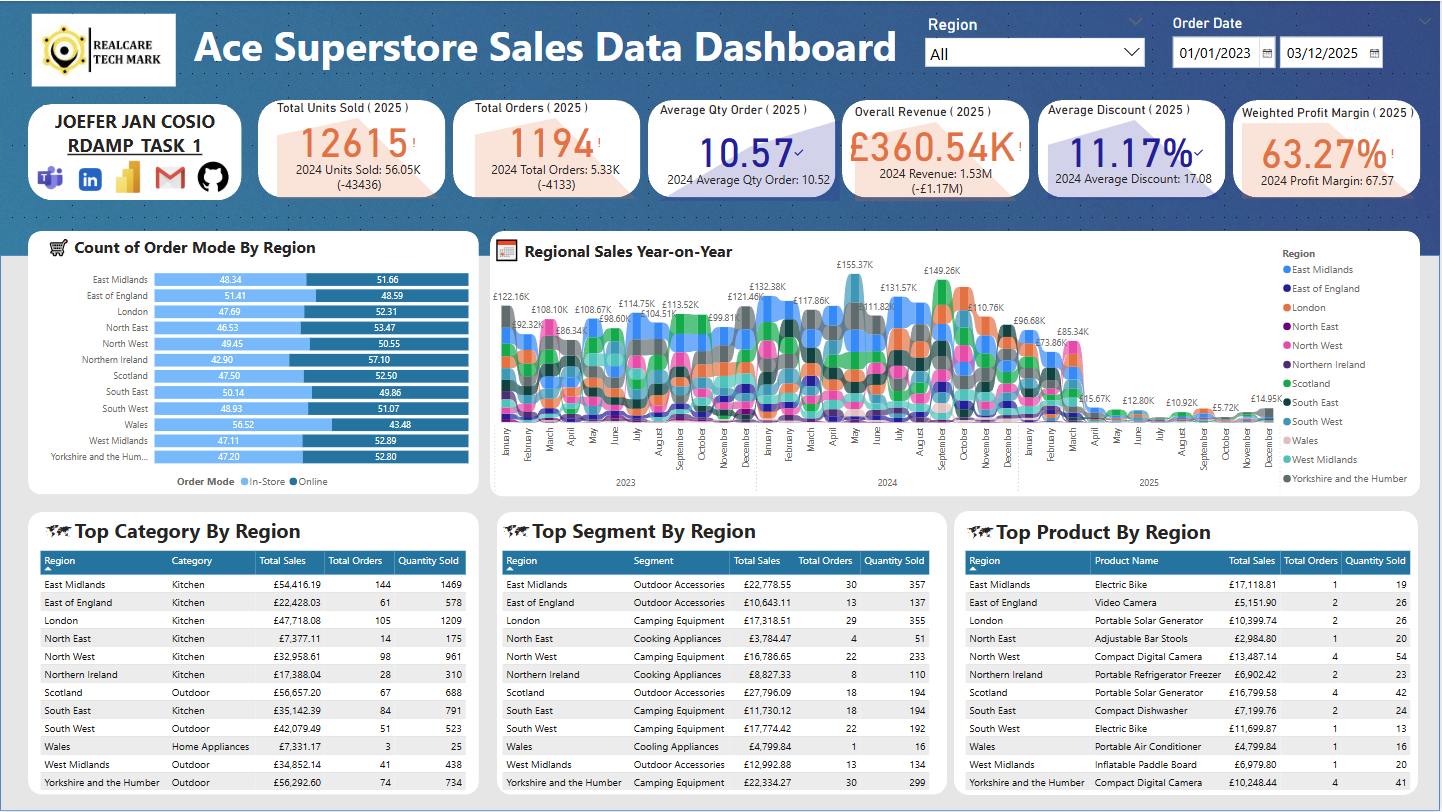 REALCARE
TECH MARK
Ace Superstore Sales Data Dashboard
Region
All
Order Date
01/01/2023
03/12/2025
JOEFER JAN COSIO
RDAMP_TASK_1
Total Units Sold ( 2025 )
12615!
2024 Units Sold: 56.05K
(-43436)
Total Orders ( 2025 )
1194!
2024 Total Orders: 5.33K
(-4133)
Average Qty Order ( 2025 )
10.57
2024 Average Qty Order: 10.52
Overall Revenue ( 2025 )
£360.54K!
2024 Revenue: 1.53M
(-£1.17M)
Average Discount ( 2025 )
11.17%
2024 Average Discount: 17.08
Weighted Profit Margin ( 2025 )
63.27%!
2024 Profit Margin: 67.57
Count of Order Mode By Region
East Midlands 48.34 51.66
East of England 51.41 48.59
London 47.69 52.31
North East 46.53 53.47
North West 49.45 50.55
Northern Ireland 42.90 57.10
Scotland 47.50 52.50
South East 50.14 49.86
South West 48.93 51.07
Wales 56.52 43.48
West Midlands 47.11 52.89
Yorkshire and the Hum... 47.20 52.80
Order Mode In-Store Online
Regional Sales Year-on-Year
£122.16K £92.32K £108.10K £86.34K £108.67K £98.60K £114.75K £104.51K £113.52K £99.81K £121.46K
£132.38K £117.86K £155.37K £111.82K £131.57K £149.26K £110.76K
£96.68K £73.86K £85.34K £15.67K £12.80K £10.92K £5.72K £14.95K
January February March April May June July August September October November December
January February March April May June July August September October November December
January February March April May June July August September October November December
2023 2024 2025
Region
East Midlands
East of England
London
North East
North West
Northern Ireland
Scotland
South East
South West
Wales
West Midlands
Yorkshire and the Humber
Top Category By Region
Region Category Total Sales Total Orders Quantity Sold
East Midlands Kitchen £54,416.19 144 1469
East of England Kitchen £22,428.03 61 578
London Kitchen £47,718.08 105 1209
North East Kitchen £7,377.11 14 175
North West Kitchen £32,958.61 98 961
Northern Ireland Kitchen £17,388.04 28 310
Scotland Outdoor £56,657.20 67 688
South East Kitchen £35,142.39 84 791
South West Outdoor £42,079.49 51 523
Wales Home Appliances £7,331.17 3 25
West Midlands Outdoor £34,852.14 41 438
Yorkshire and the Humber Outdoor £56,292.60 74 734
Top Segment By Region
Region Segment Total Sales Total Orders Quantity Sold
East Midlands Outdoor Accessories £22,778.55 30 357
East of England Outdoor Accessories £10,643.11 13 137
London Camping Equipment £17,318.51 29 355
North East Cooking Appliances £3,784.47 4 51
North West Camping Equipment £16,786.65 22 233
Northern Ireland Cooking Appliances £8,827.33 8 110
Scotland Outdoor Accessories £27,796.09 18 194
South East Camping Equipment £11,730.12 18 194
South West Camping Equipment £17,774.42 22 192
Wales Cooling Appliances £4,799.84 1 16
West Midlands Outdoor Accessories £12,992.88 13 134
Yorkshire and the Humber Camping Equipment £22,334.27 30 299
Top Product By Region
Region Product Name Total Sales Total Orders Quantity Sold
East Midlands Electric Bike £17,118.81 1 19
East of England Video Camera £5,151.90 2 26
London Portable Solar Generator £10,399.74 2 26
North East Adjustable Bar Stools £2,984.80 1 20
North West Compact Digital Camera £13,487.14 4 54
Northern Ireland Portable Refrigerator Freezer £6,902.42 2 23
Scotland Portable Solar Generator £16,799.58 4 42
South East Compact Dishwasher £7,199.76 2 24
South West Electric Bike £11,699.87 1 13
Wales Portable Air Conditioner £4,799.84 1 16
West Midlands Inflatable Paddle Board £6,979.80 1 20
Yorkshire and the Humber Compact Digital Camera £10,248.44 4 41